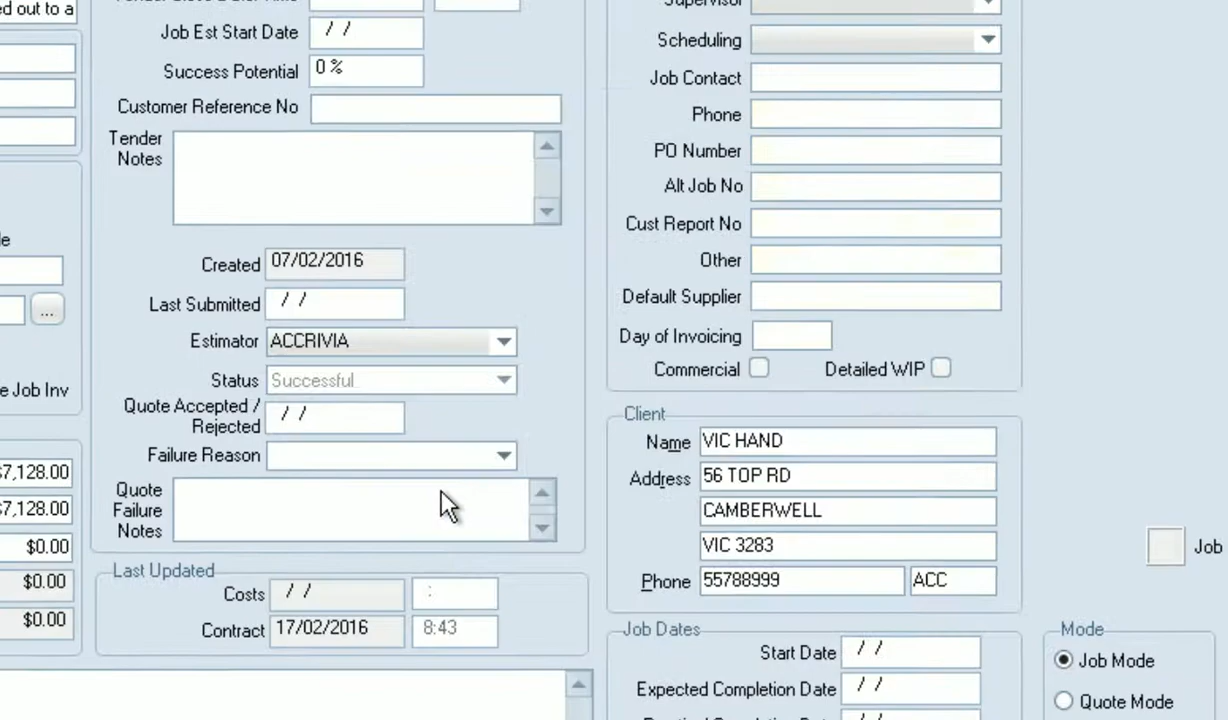 ed out to a
Job Est Start Date / /
Success Potential 0 %
Customer Reference No
Tender
Notes
Created 07/02/2016
Last Submitted / /
Estimator ACCRIVIA
Status Successful
Quote Accepted /
Rejected / /
Failure Reason
Quote
Failure
Notes
Last Updated
Costs / / :
Contract 17/02/2016 8:43
...
e Job Inv
7,128.00
7,128.00
$0.00
$0.00
$0.00
Supervisor
Scheduling
Job Contact
Phone
PO Number
Alt Job No
Cust Report No
Other
Default Supplier
Day of Invoicing
Commercial Detailed WIP
Client
Name VIC HAND
Address 56 TOP RD
CAMBERWELL
VIC 3283
Phone 55788999 ACC
Job Dates
Start Date / /
Expected Completion Date / /
Job
Mode
Job Mode
Quote Mode